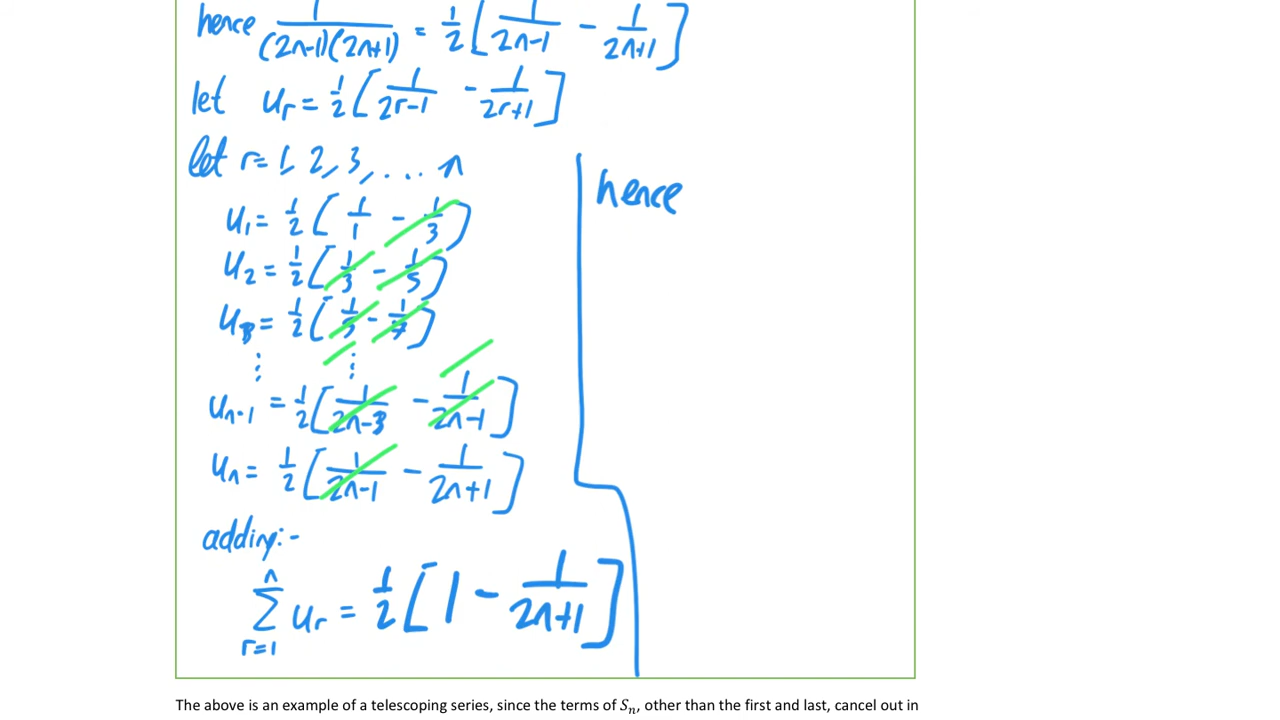 hence 1/((2n-1)(2n+1)) = 1/2 [ 1/(2n-1) - 1/(2n+1) ]
let u_r = 1/2 [ 1/(2r-1) - 1/(2r+1) ]
let r = 1, 2, 3, ... n
u_1 = 1/2 [ 1/1 - 1/3 ]
u_2 = 1/2 [ 1/3 - 1/5 ]
u_3 = 1/2 [ 1/5 - 1/7 ]
⋮ ⋮
u_{n-1} = 1/2 [ 1/(2n-3) - 1/(2n-1) ]
u_n = 1/2 [ 1/(2n-1) - 1/(2n+1) ]
adding:-
∑_{r=1}^{n} u_r = 1/2 [ 1 - 1/(2n+1) ]
hence
The above is an example of a telescoping series, since the terms of S_n, other than the first and last, cancel out in